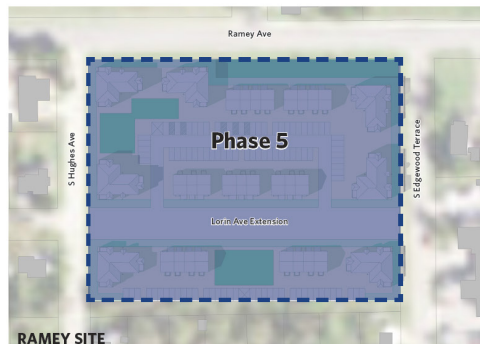 Ramey Ave
S Hughes Ave
Phase 5
S Edgewood Terrace
Lorin Ave Extension
RAMEY SITE